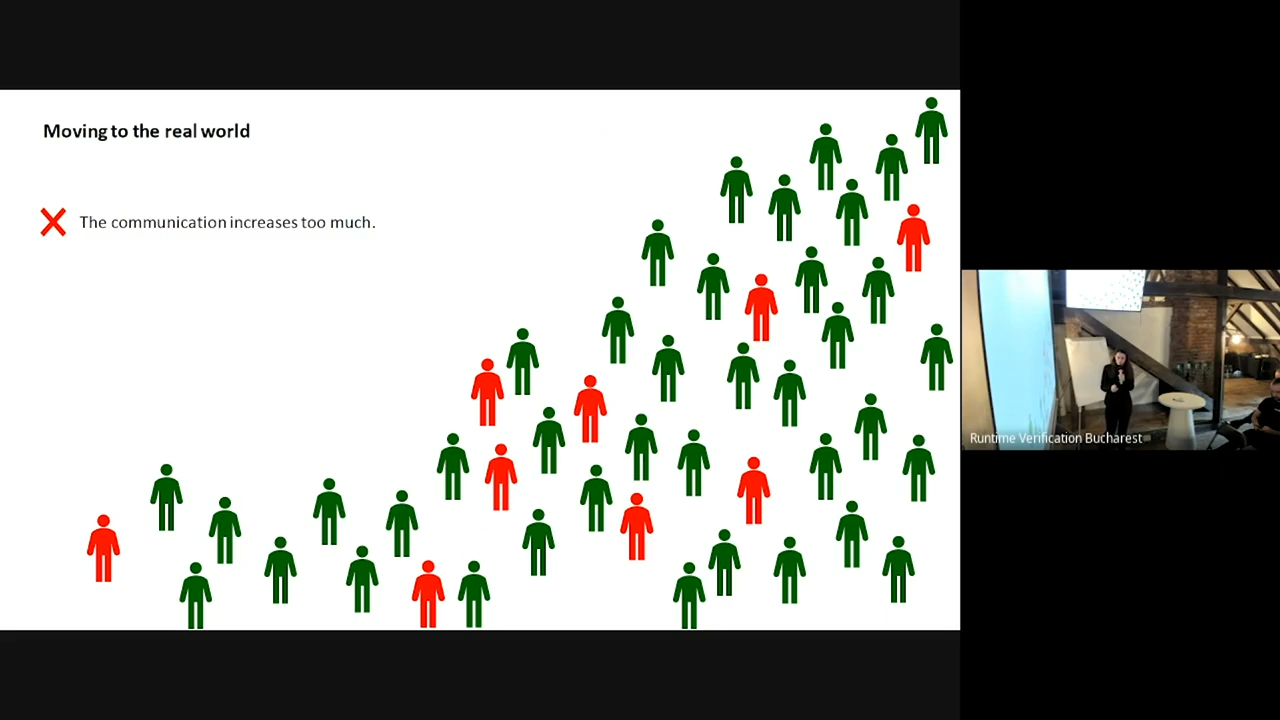 Moving to the real world
The communication increases too much.
Runtime Verification Bucharest